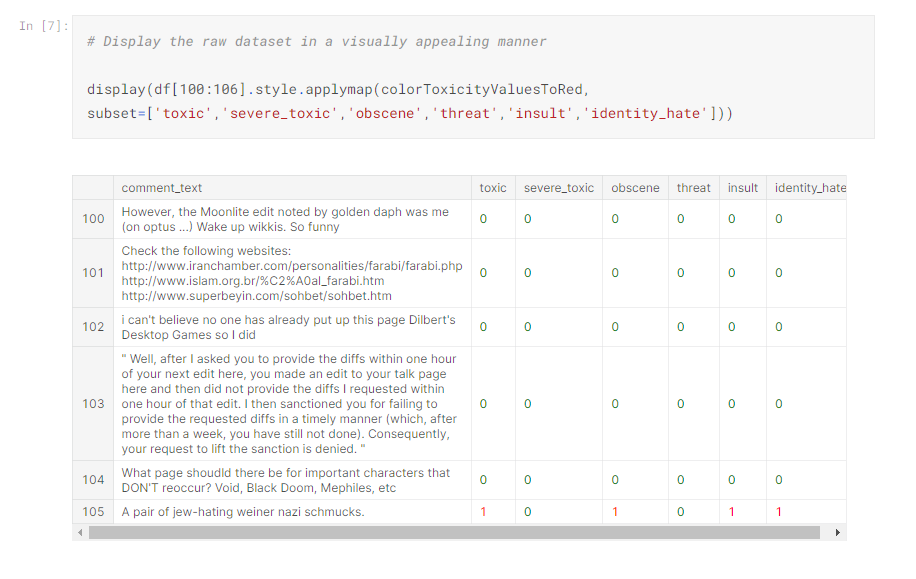 In [7]:
# Display the raw dataset in a visually appealing manner
display(df[100:106].style.applymap(colorToxicityValuesToRed,
subset=['toxic','severe_toxic','obscene','threat','insult','identity_hate']))
comment_text toxic severe_toxic obscene threat insult identity_hate
100 However, the Moonlite edit noted by golden daph was me
(on optus ...) Wake up wikkis. So funny 0 0 0 0 0 0
101 Check the following websites:
http://www.iranchamber.com/personalities/farabi/farabi.php
http://www.islam.org.br/%C2%A0al_farabi.htm
http://www.superbeyin.com/sohbet/sohbet.htm 0 0 0 0 0 0
102 i can't believe no one has already put up this page Dilbert's
Desktop Games so I did 0 0 0 0 0 0
103 " Well, after I asked you to provide the diffs within one hour
of your next edit here, you made an edit to your talk page
here and then did not provide the diffs I requested within
one hour of that edit. I then sanctioned you for failing to
provide the requested diffs in a timely manner (which, after
more than a week, you have still not done). Consequently,
your request to lift the sanction is denied. " 0 0 0 0 0 0
104 What page shoudld there be for important characters that
DON'T reoccur? Void, Black Doom, Mephiles, etc 0 0 0 0 0 0
105 A pair of jew-hating weiner nazi schmucks. 1 0 1 0 1 1